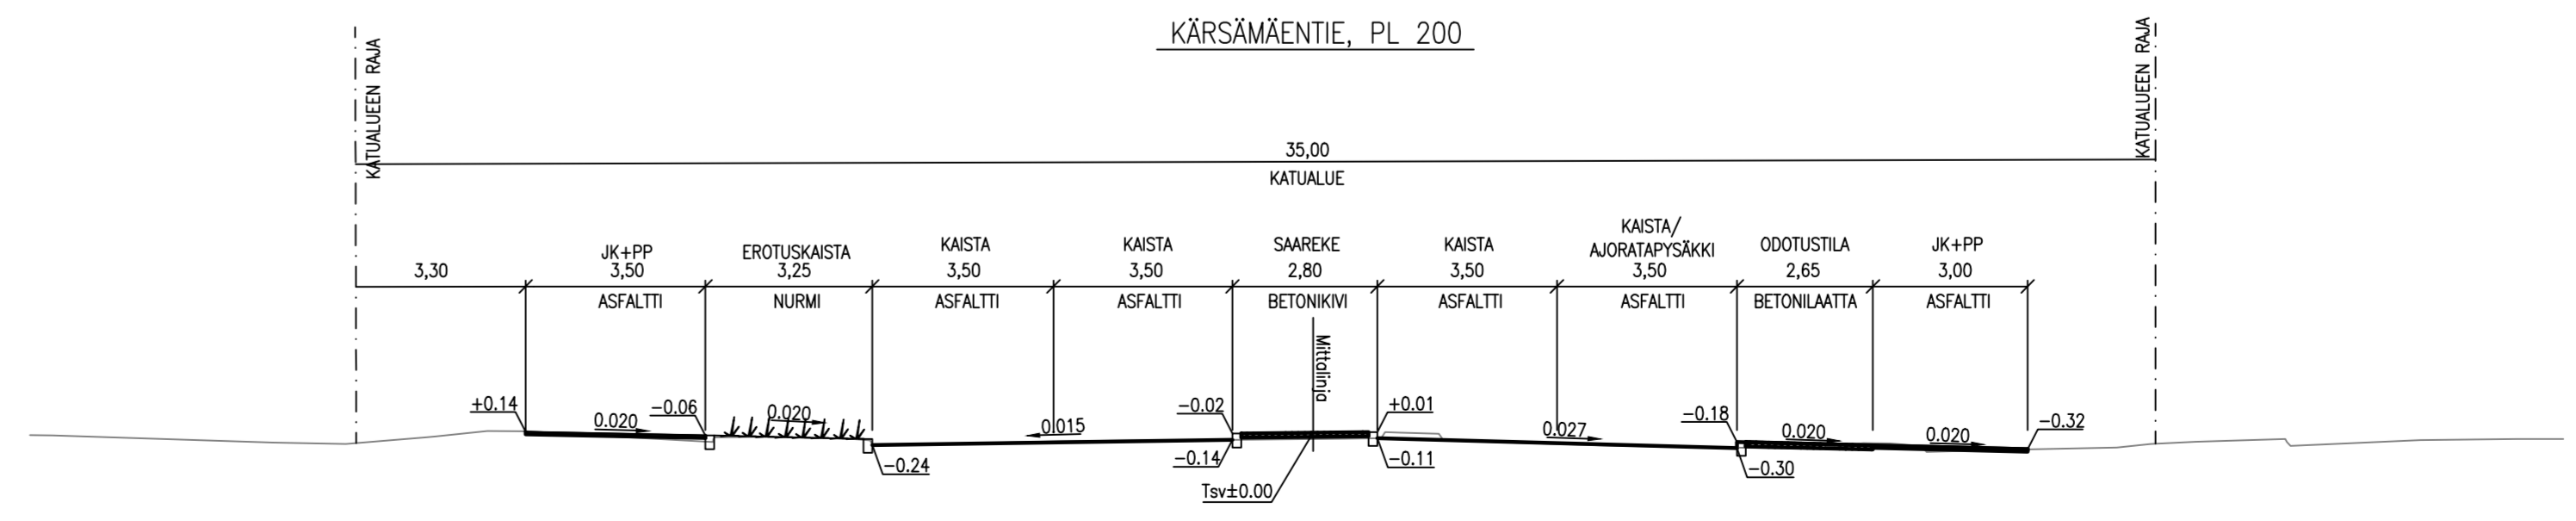 KÄRSÄMÄENTIE, PL 200
KATUALUEEN RAJA
KATUALUEEN RAJA
35,00
KATUALUE
3,30
JK+PP
3,50
ASFALTTI
EROTUSKAISTA
3,25
NURMI
KAISTA
3,50
ASFALTTI
KAISTA
3,50
ASFALTTI
SAAREKE
2,80
BETONIKIVI
KAISTA
3,50
ASFALTTI
KAISTA/
AJORATAPYSÄKKI
3,50
ASFALTTI
ODOTUSTILA
2,65
BETONILAATTA
JK+PP
3,00
ASFALTTI
Mittalinja
+0.14
0.020
-0.06
0.020
-0.24
0.015
-0.02
-0.14
Tsv±0.00
+0.01
-0.11
0.027
-0.18
-0.30
0.020
0.020
-0.32